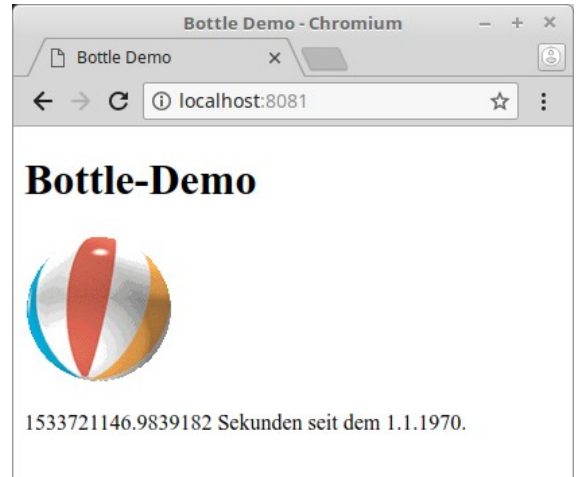 Bottle Demo - Chromium
Bottle Demo
localhost:8081
Bottle-Demo
1533721146.9839182 Sekunden seit dem 1.1.1970.